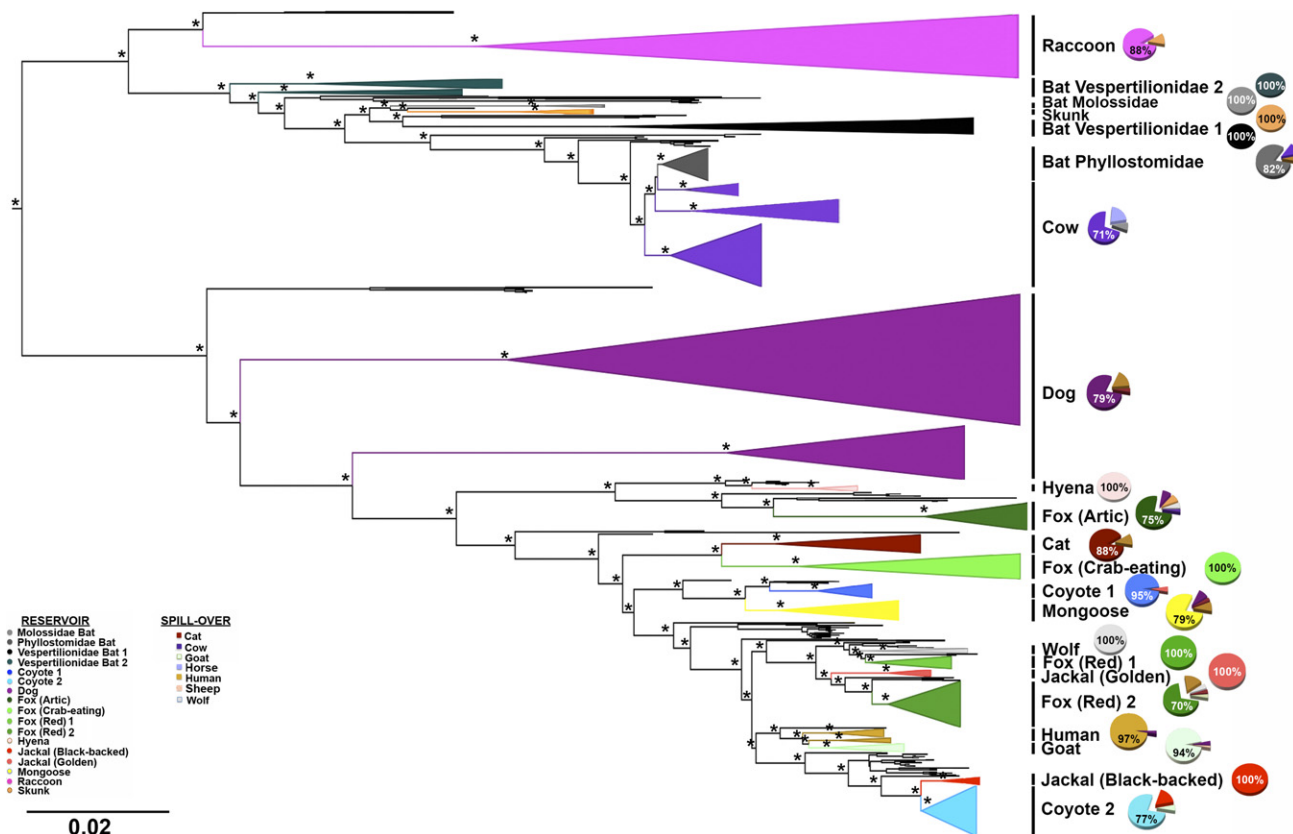 Raccoon 88%
Bat Vespertilionidae 2 100%
Bat Molossidae 100%
Skunk 100%
Bat Vespertilionidae 1 100%
Bat Phyllostomidae 82%
Cow 71%
Dog 79%
Hyena 100%
Fox (Artic) 75%
Cat 88%
Fox (Crab-eating) 100%
Coyote 1 95%
Mongoose 79%
Wolf 100%
Fox (Red) 1 100%
Jackal (Golden) 100%
Fox (Red) 2 70%
Human 97%
Goat 94%
Jackal (Black-backed) 100%
Coyote 2 77%
RESERVOIR
Molossidae Bat
Phyllostomidae Bat
Vespertilionidae Bat 1
Vespertilionidae Bat 2
Coyote 1
Coyote 2
Dog
Fox (Artic)
Fox (Crab-eating)
Fox (Red) 1
Fox (Red) 2
Hyena
Jackal (Black-backed)
Jackal (Golden)
Mongoose
Raccoon
Skunk
SPILL-OVER
Cat
Cow
Goat
Horse
Human
Sheep
Wolf
0.02